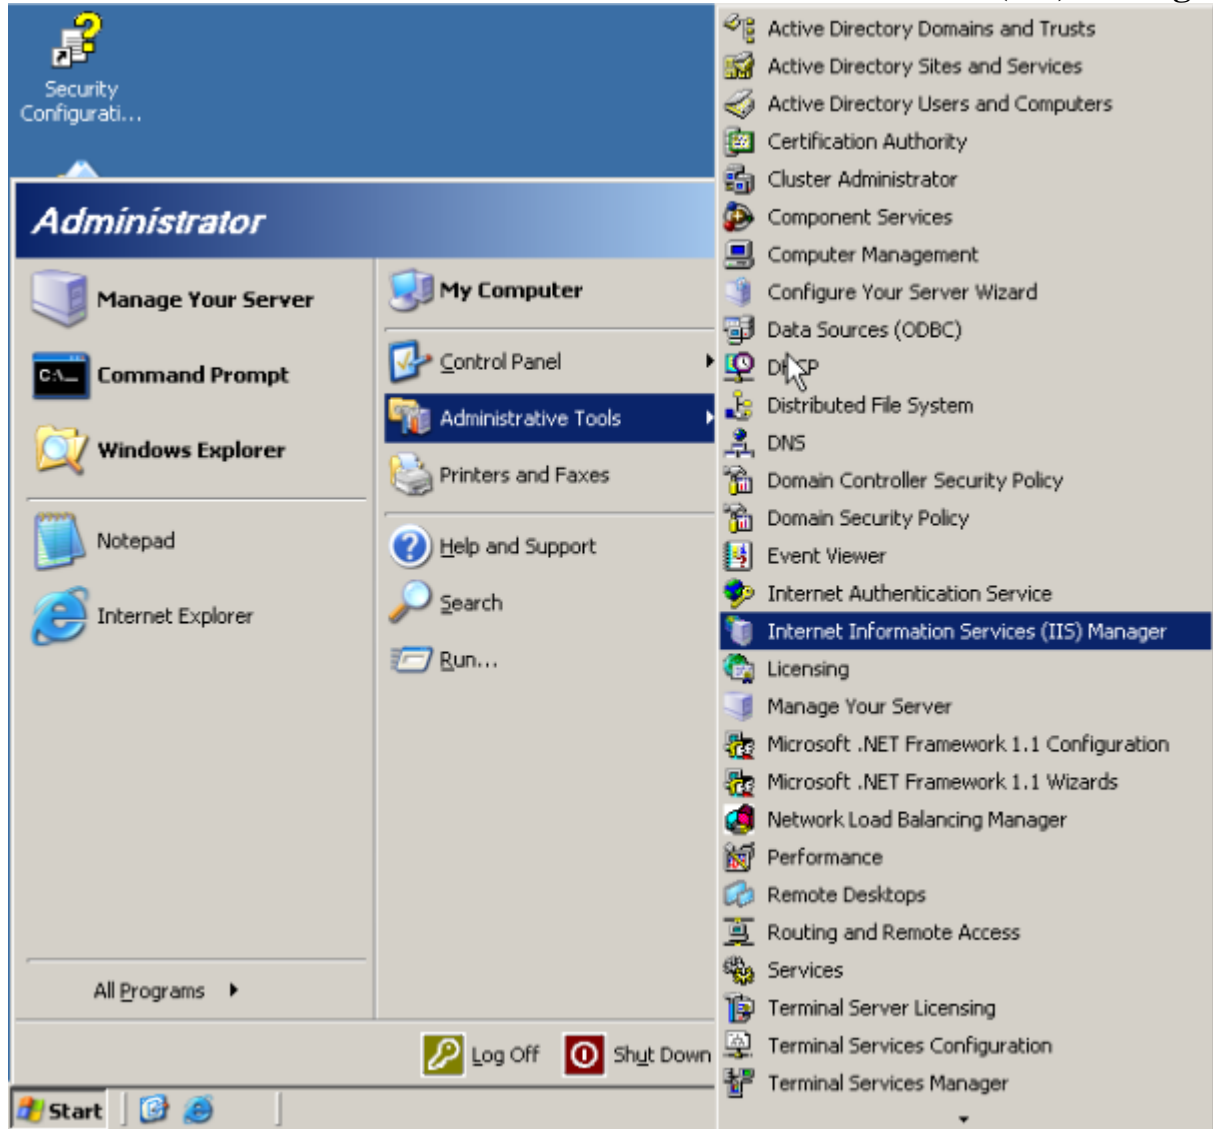 Security
Configurati...
Administrator
Manage Your Server
Command Prompt
Windows Explorer
Notepad
Internet Explorer
All Programs
My Computer
Control Panel
Administrative Tools
Printers and Faxes
Help and Support
Search
Run...
Log Off
Shut Down
Start
Active Directory Domains and Trusts
Active Directory Sites and Services
Active Directory Users and Computers
Certification Authority
Cluster Administrator
Component Services
Computer Management
Configure Your Server Wizard
Data Sources (ODBC)
Distributed File System
DNS
Domain Controller Security Policy
Domain Security Policy
Event Viewer
Internet Authentication Service
Internet Information Services (IIS) Manager
Licensing
Manage Your Server
Microsoft .NET Framework 1.1 Configuration
Microsoft .NET Framework 1.1 Wizards
Network Load Balancing Manager
Performance
Remote Desktops
Routing and Remote Access
Services
Terminal Server Licensing
Terminal Services Configuration
Terminal Services Manager